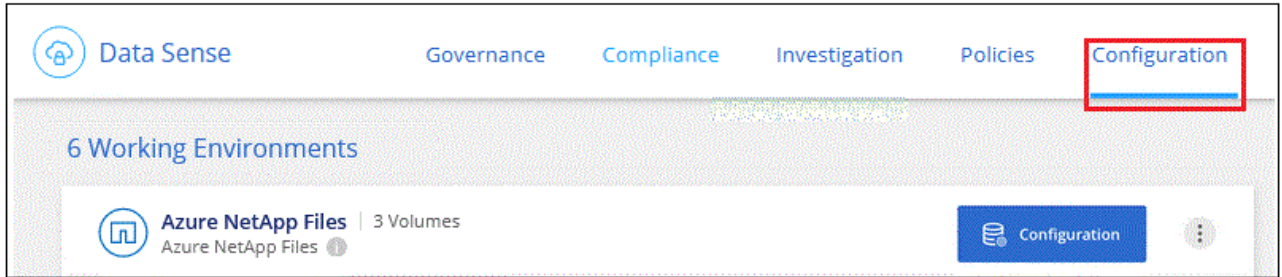 Data Sense Governance Compliance Investigation Policies Configuration
6 Working Environments
Azure NetApp Files | 3 Volumes
Azure NetApp Files
Configuration